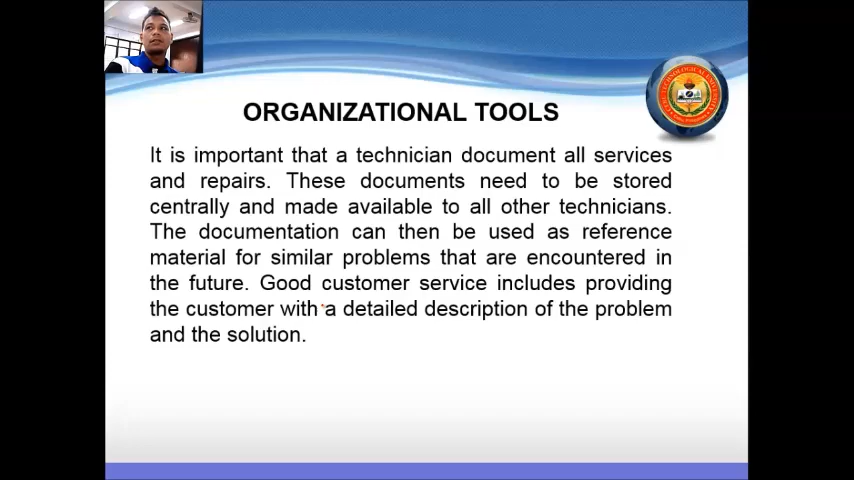 ORGANIZATIONAL TOOLS
It is important that a technician document all services
and repairs. These documents need to be stored
centrally and made available to all other technicians.
The documentation can then be used as reference
material for similar problems that are encountered in
the future. Good customer service includes providing
the customer with a detailed description of the problem
and the solution.